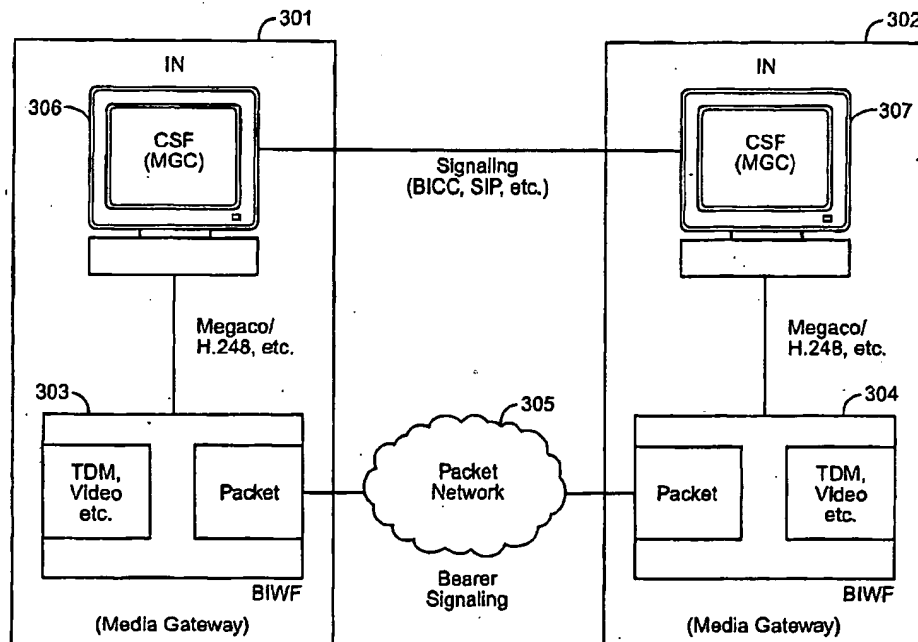 301
302
IN
IN
306
307
CSF
(MGC)
CSF
(MGC)
Signaling
(BICC, SIP, etc.)
Megaco/
H.248, etc.
Megaco/
H.248, etc.
303
305
304
TDM,
Video
etc.
Packet
Packet
Network
Packet
TDM,
Video
etc.
BIWF
Bearer
Signaling
BIWF
(Media Gateway)
(Media Gateway)